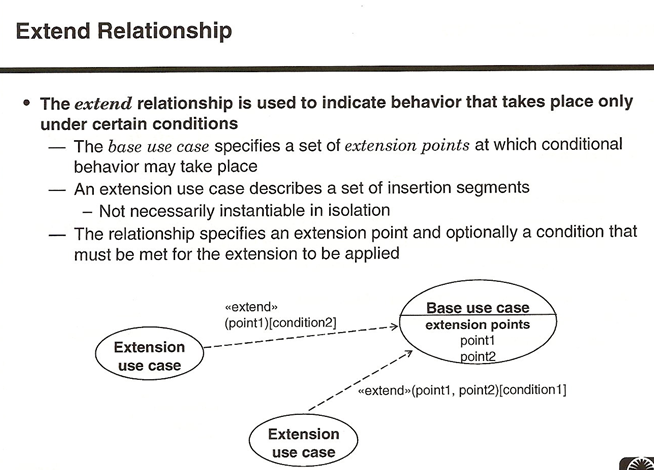 Extend Relationship
• The extend relationship is used to indicate behavior that takes place only
under certain conditions
— The base use case specifies a set of extension points at which conditional
behavior may take place
— An extension use case describes a set of insertion segments
– Not necessarily instantiable in isolation
— The relationship specifies an extension point and optionally a condition that
must be met for the extension to be applied
«extend»
(point1)[condition2]
Base use case
extension points
point1
point2
Extension
use case
«extend»(point1, point2)[condition1]
Extension
use case